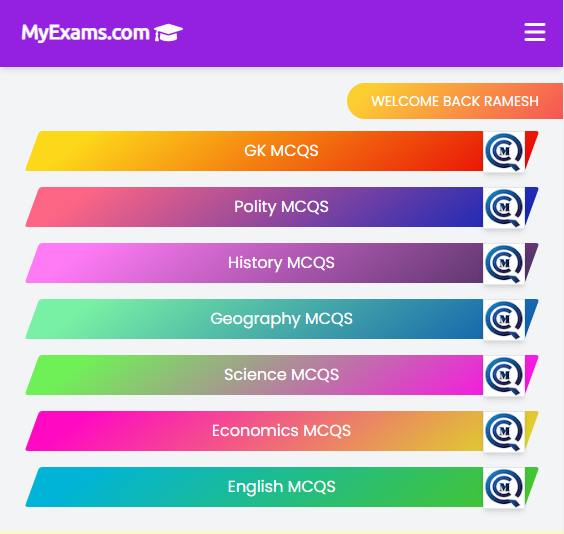 MyExams.com
WELCOME BACK RAMESH
GK MCQS
Polity MCQS
History MCQS
Geography MCQS
Science MCQS
Economics MCQS
English MCQS